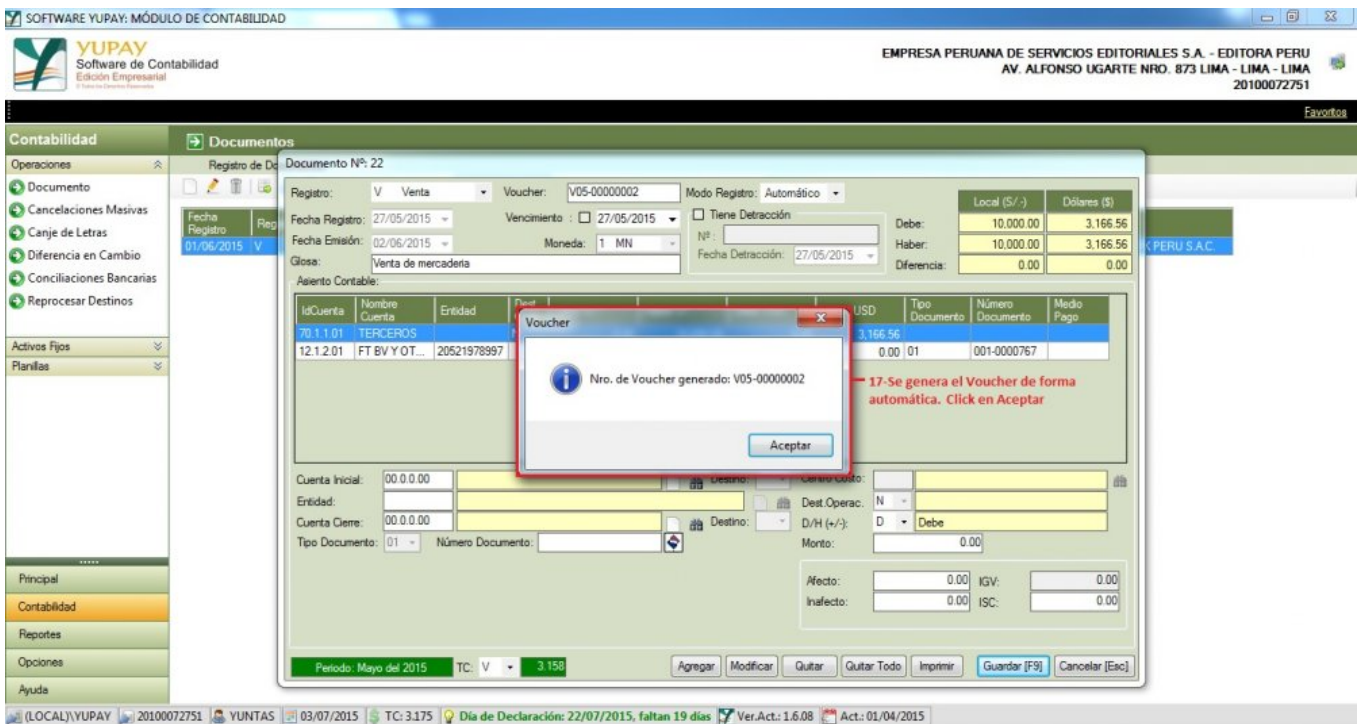 SOFTWARE YUPAY: MÓDULO DE CONTABILIDAD
YUPAY
Software de Contabilidad
Edición Empresarial
EMPRESA PERUANA DE SERVICIOS EDITORIALES S.A. - EDITORA PERU
AV. ALFONSO UGARTE NRO. 873 LIMA - LIMA - LIMA
20100072751
Favoritos
Contabilidad
Documentos
Operaciones
Registro de Do
Documento
Cancelaciones Masivas
Canje de Letras
Diferencia en Cambio
Conciliaciones Bancarias
Reprocesar Destinos
Activos Fijos
Planillas
Fecha Registro
Reg
01/06/2015 V
K PERU S.A.C.
Documento Nº: 22
Registro: V Venta Voucher: V05-00000002 Modo Registro: Automático
Fecha Registro: 27/05/2015 Vencimiento : 27/05/2015 Tiene Detracción
Nº :
Fecha Emisión: 02/06/2015 Moneda: 1 MN Fecha Detracción: 27/05/2015
Glosa: Venta de mercaderia
Local (S/.-) Dólares ($)
Debe: 10,000.00 3,166.56
Haber: 10,000.00 3,166.56
Diferencia: 0.00 0.00
Asiento Contable:
IdCuenta Nombre Cuenta Entidad Dest. USD Tipo Documento Número Documento Medio Pago
70.1.1.01 TERCEROS 3,166.56
12.1.2.01 FT BV Y OT... 20521978997 0.00 01 001-0000767
Voucher
Nro. de Voucher generado: V05-00000002
Aceptar
17-Se genera el Voucher de forma
automática. Click en Aceptar
Cuenta Inicial: 00.0.0.00 Destino: Centro Costo:
Entidad: Dest.Operac. N
Cuenta Cierre: 00.0.0.00 Destino: D/H (+/-): D Debe
Tipo Documento: 01 Número Documento: Monto: 0.00
Afecto: 0.00 IGV: 0.00
Inafecto: 0.00 ISC: 0.00
Periodo: Mayo del 2015 TC: V 3.158 Agregar Modificar Quitar Quitar Todo Imprimir Guardar [F9] Cancelar [Esc]
Principal
Contabilidad
Reportes
Opciones
Ayuda
(LOCAL)\YUPAY 20100072751 YUNTAS 03/07/2015 TC: 3.175 Día de Declaración: 22/07/2015, faltan 19 días Ver.Act.: 1.6.08 Act.: 01/04/2015